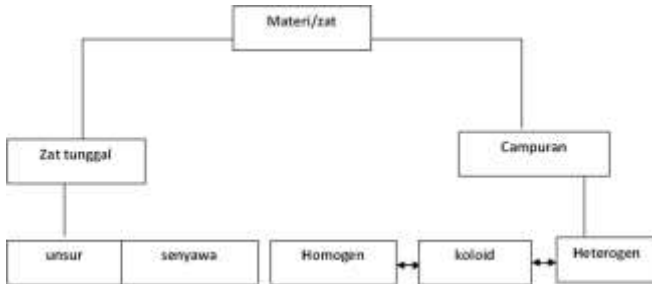 Materi/zat
Zat tunggal
Campuran
unsur
senyawa
Homogen
koloid
Heterogen